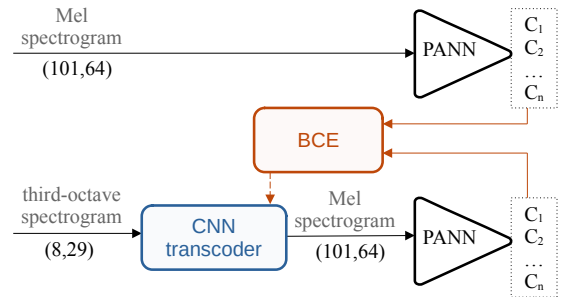 Mel
spectrogram
(101,64)
PANN
C1
C2
...
Cn
BCE
third-octave
spectrogram
(8,29)
CNN
transcoder
Mel
spectrogram
(101,64)
PANN
C1
C2
...
Cn